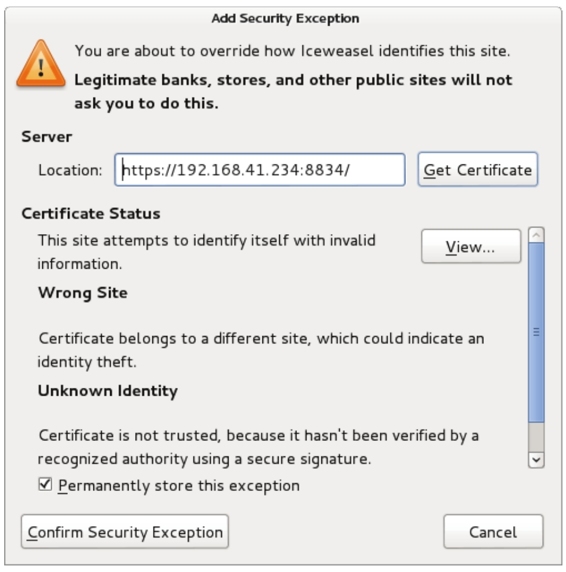 Add Security Exception
You are about to override how Iceweasel identifies this site.
Legitimate banks, stores, and other public sites will not
ask you to do this.
Server
Location: https://192.168.41.234:8834/ Get Certificate
Certificate Status
This site attempts to identify itself with invalid
information.
View...
Wrong Site
Certificate belongs to a different site, which could indicate an
identity theft.
Unknown Identity
Certificate is not trusted, because it hasn't been verified by a
recognized authority using a secure signature.
Permanently store this exception
Confirm Security Exception Cancel